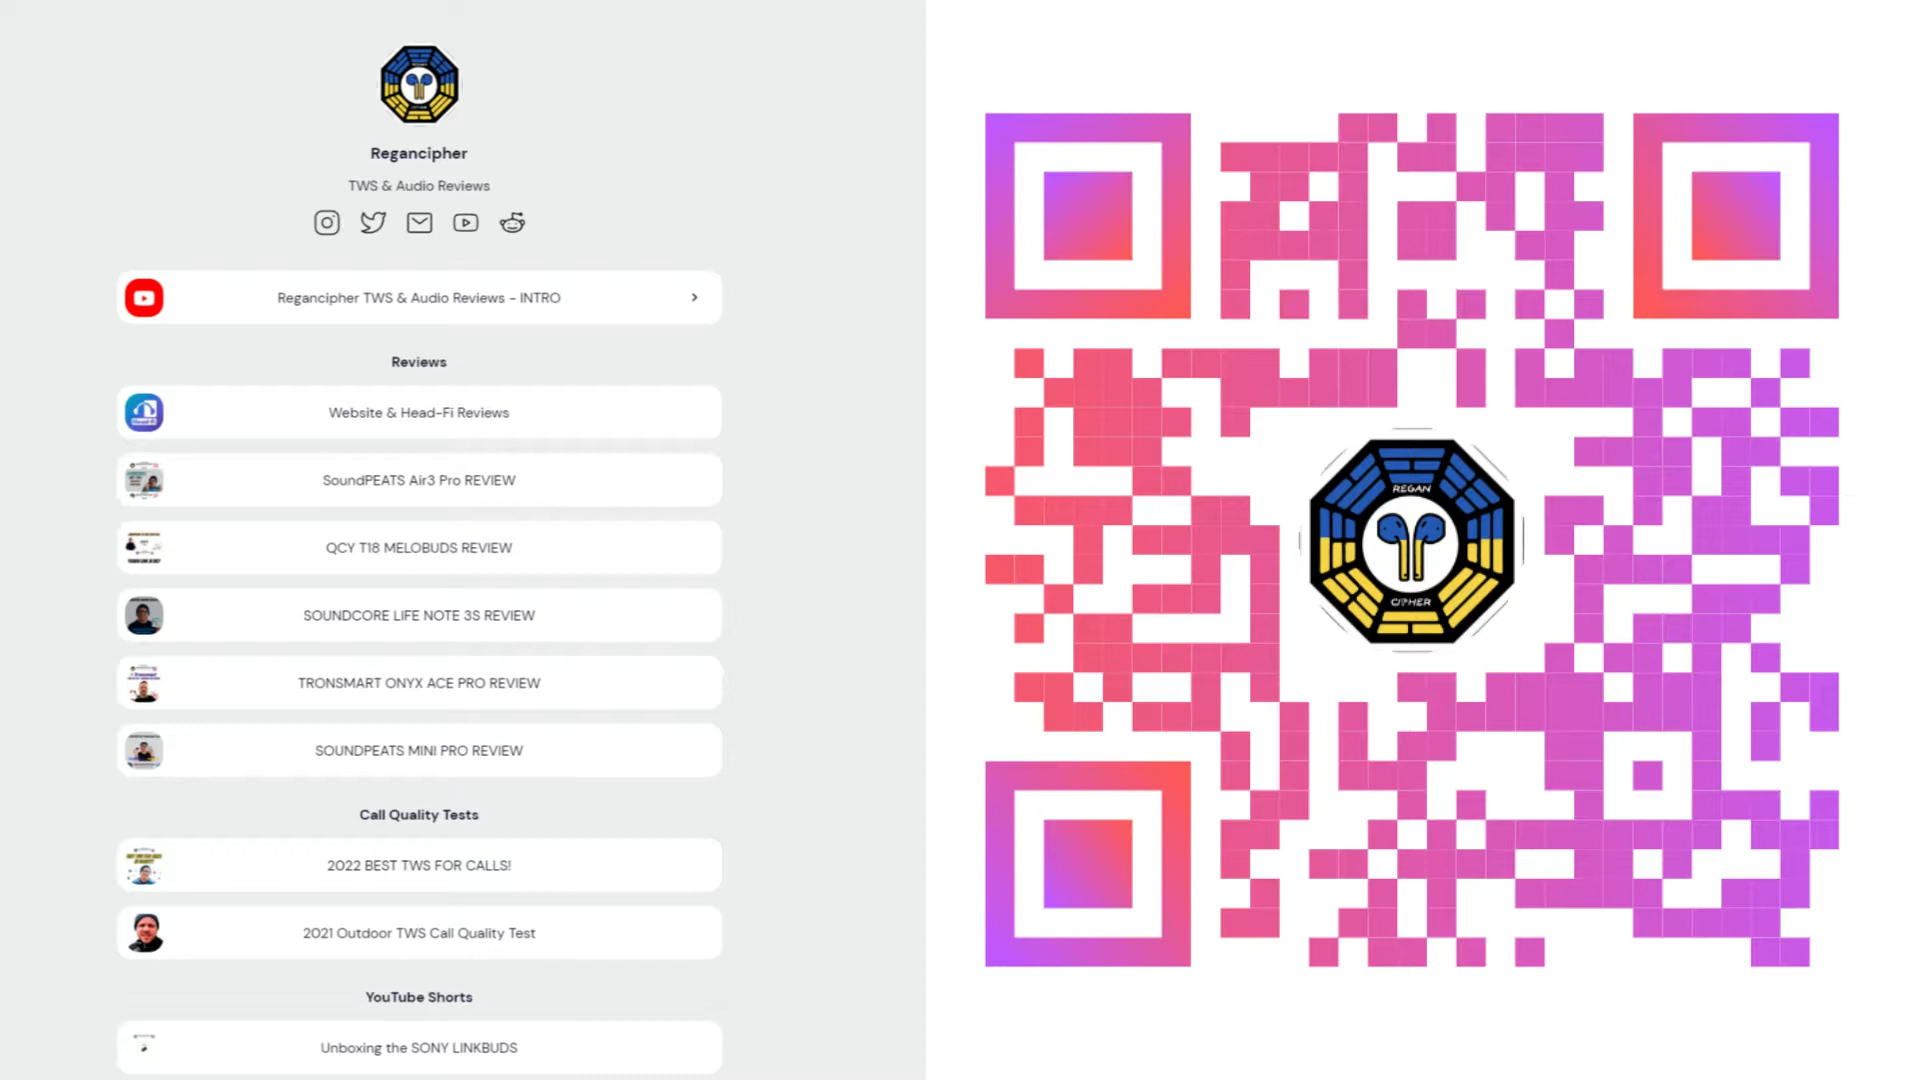 Regancipher
TWS & Audio Reviews
Regancipher TWS & Audio Reviews - INTRO
Reviews
Website & Head-Fi Reviews
SoundPEATS Air3 Pro REVIEW
QCY T18 MELOBUDS REVIEW
SOUNDCORE LIFE NOTE 3S REVIEW
TRONSMART ONYX ACE PRO REVIEW
SOUNDPEATS MINI PRO REVIEW
Call Quality Tests
2022 BEST TWS FOR CALLS!
2021 Outdoor TWS Call Quality Test
YouTube Shorts
Unboxing the SONY LINKBUDS
REGAN
CIPHER